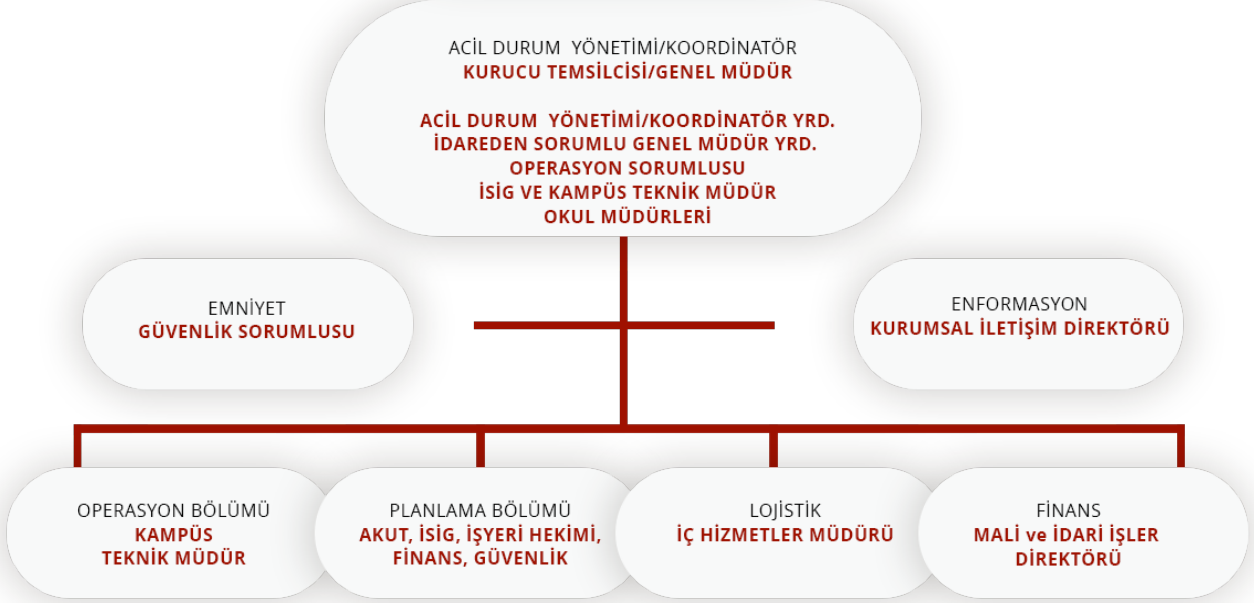 ACİL DURUM YÖNETİMİ/KOORDİNATÖR
KURUCU TEMSİLCİSİ/GENEL MÜDÜR
ACİL DURUM YÖNETİMİ/KOORDİNATÖR YRD.
İDAREDEN SORUMLU GENEL MÜDÜR YRD.
OPERASYON SORUMLUSU
İSİG VE KAMPÜS TEKNİK MÜDÜR
OKUL MÜDÜRLERİ
EMNİYET
GÜVENLİK SORUMLUSU
ENFORMASYON
KURUMSAL İLETİŞİM DİREKTÖRÜ
OPERASYON BÖLÜMÜ
KAMPÜS
TEKNİK MÜDÜR
PLANLAMA BÖLÜMÜ
AKUT, İSİG, İŞYERİ HEKİMİ,
FİNANS, GÜVENLİK
LOJİSTİK
İÇ HİZMETLER MÜDÜRÜ
FİNANS
MALİ ve İDARİ İŞLER
DİREKTÖRÜ